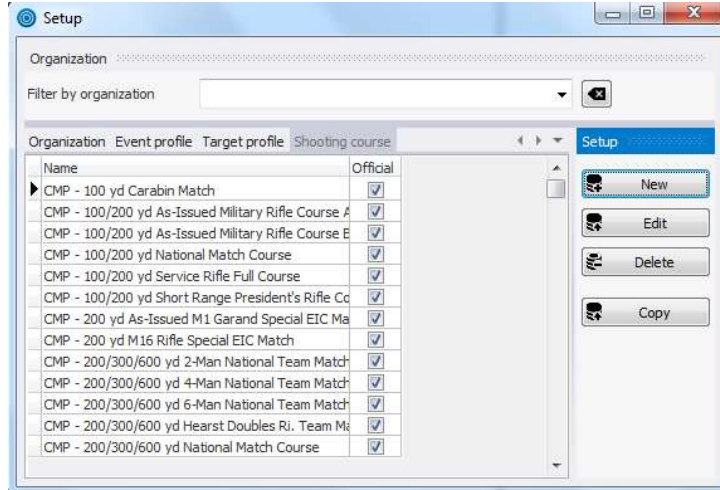 Setup
Organization
Filter by organization
Organization Event profile Target profile Shooting course
Setup
Name Official
CMP - 100 yd Carabin Match
CMP - 100/200 yd As-Issued Military Rifle Course A
CMP - 100/200 yd As-Issued Military Rifle Course B
CMP - 100/200 yd National Match Course
CMP - 100/200 yd Service Rifle Full Course
CMP - 100/200 yd Short Range President's Rifle Co
CMP - 200 yd As-Issued M1 Garand Special EIC Ma
CMP - 200 yd M16 Rifle Special EIC Match
CMP - 200/300/600 yd 2-Man National Team Match
CMP - 200/300/600 yd 4-Man National Team Match
CMP - 200/300/600 yd 6-Man National Team Match
CMP - 200/300/600 yd Hearst Doubles Ri. Team Ma
CMP - 200/300/600 yd National Match Course
New
Edit
Delete
Copy